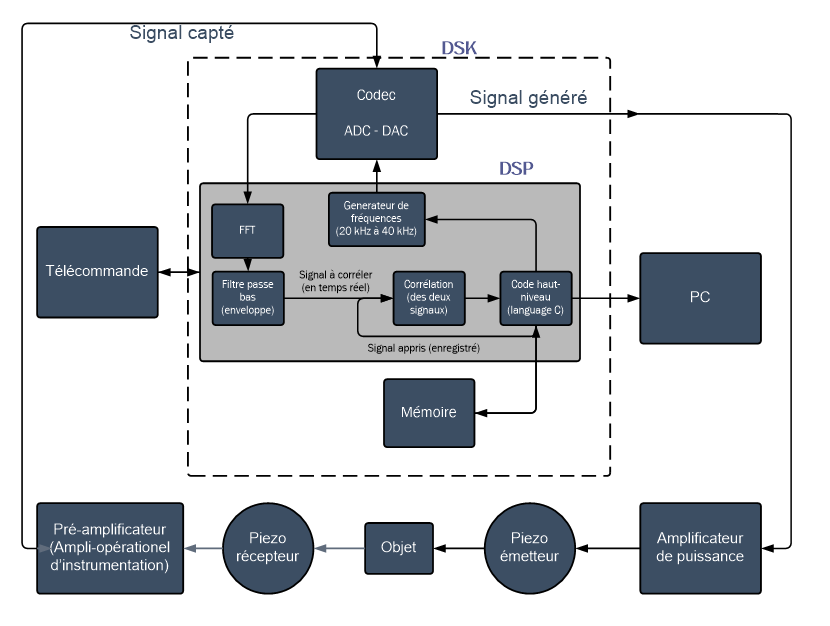 Signal capté
DSK
Codec
ADC - DAC
Signal généré
DSP
Generateur de
fréquences
(20 kHz à 40 kHz)
FFT
Télécommande
Filtre passe
bas
(enveloppe)
Signal à corréler
(en temps réel)
Corrélation
(des deux
signaux)
Code haut-
niveau
(language C)
PC
Signal appris (enregistré)
Mémoire
Pré-amplificateur
(Ampli-opérationel
d'instrumentation)
Piezo
récepteur
Objet
Piezo
émetteur
Amplificateur
de puissance